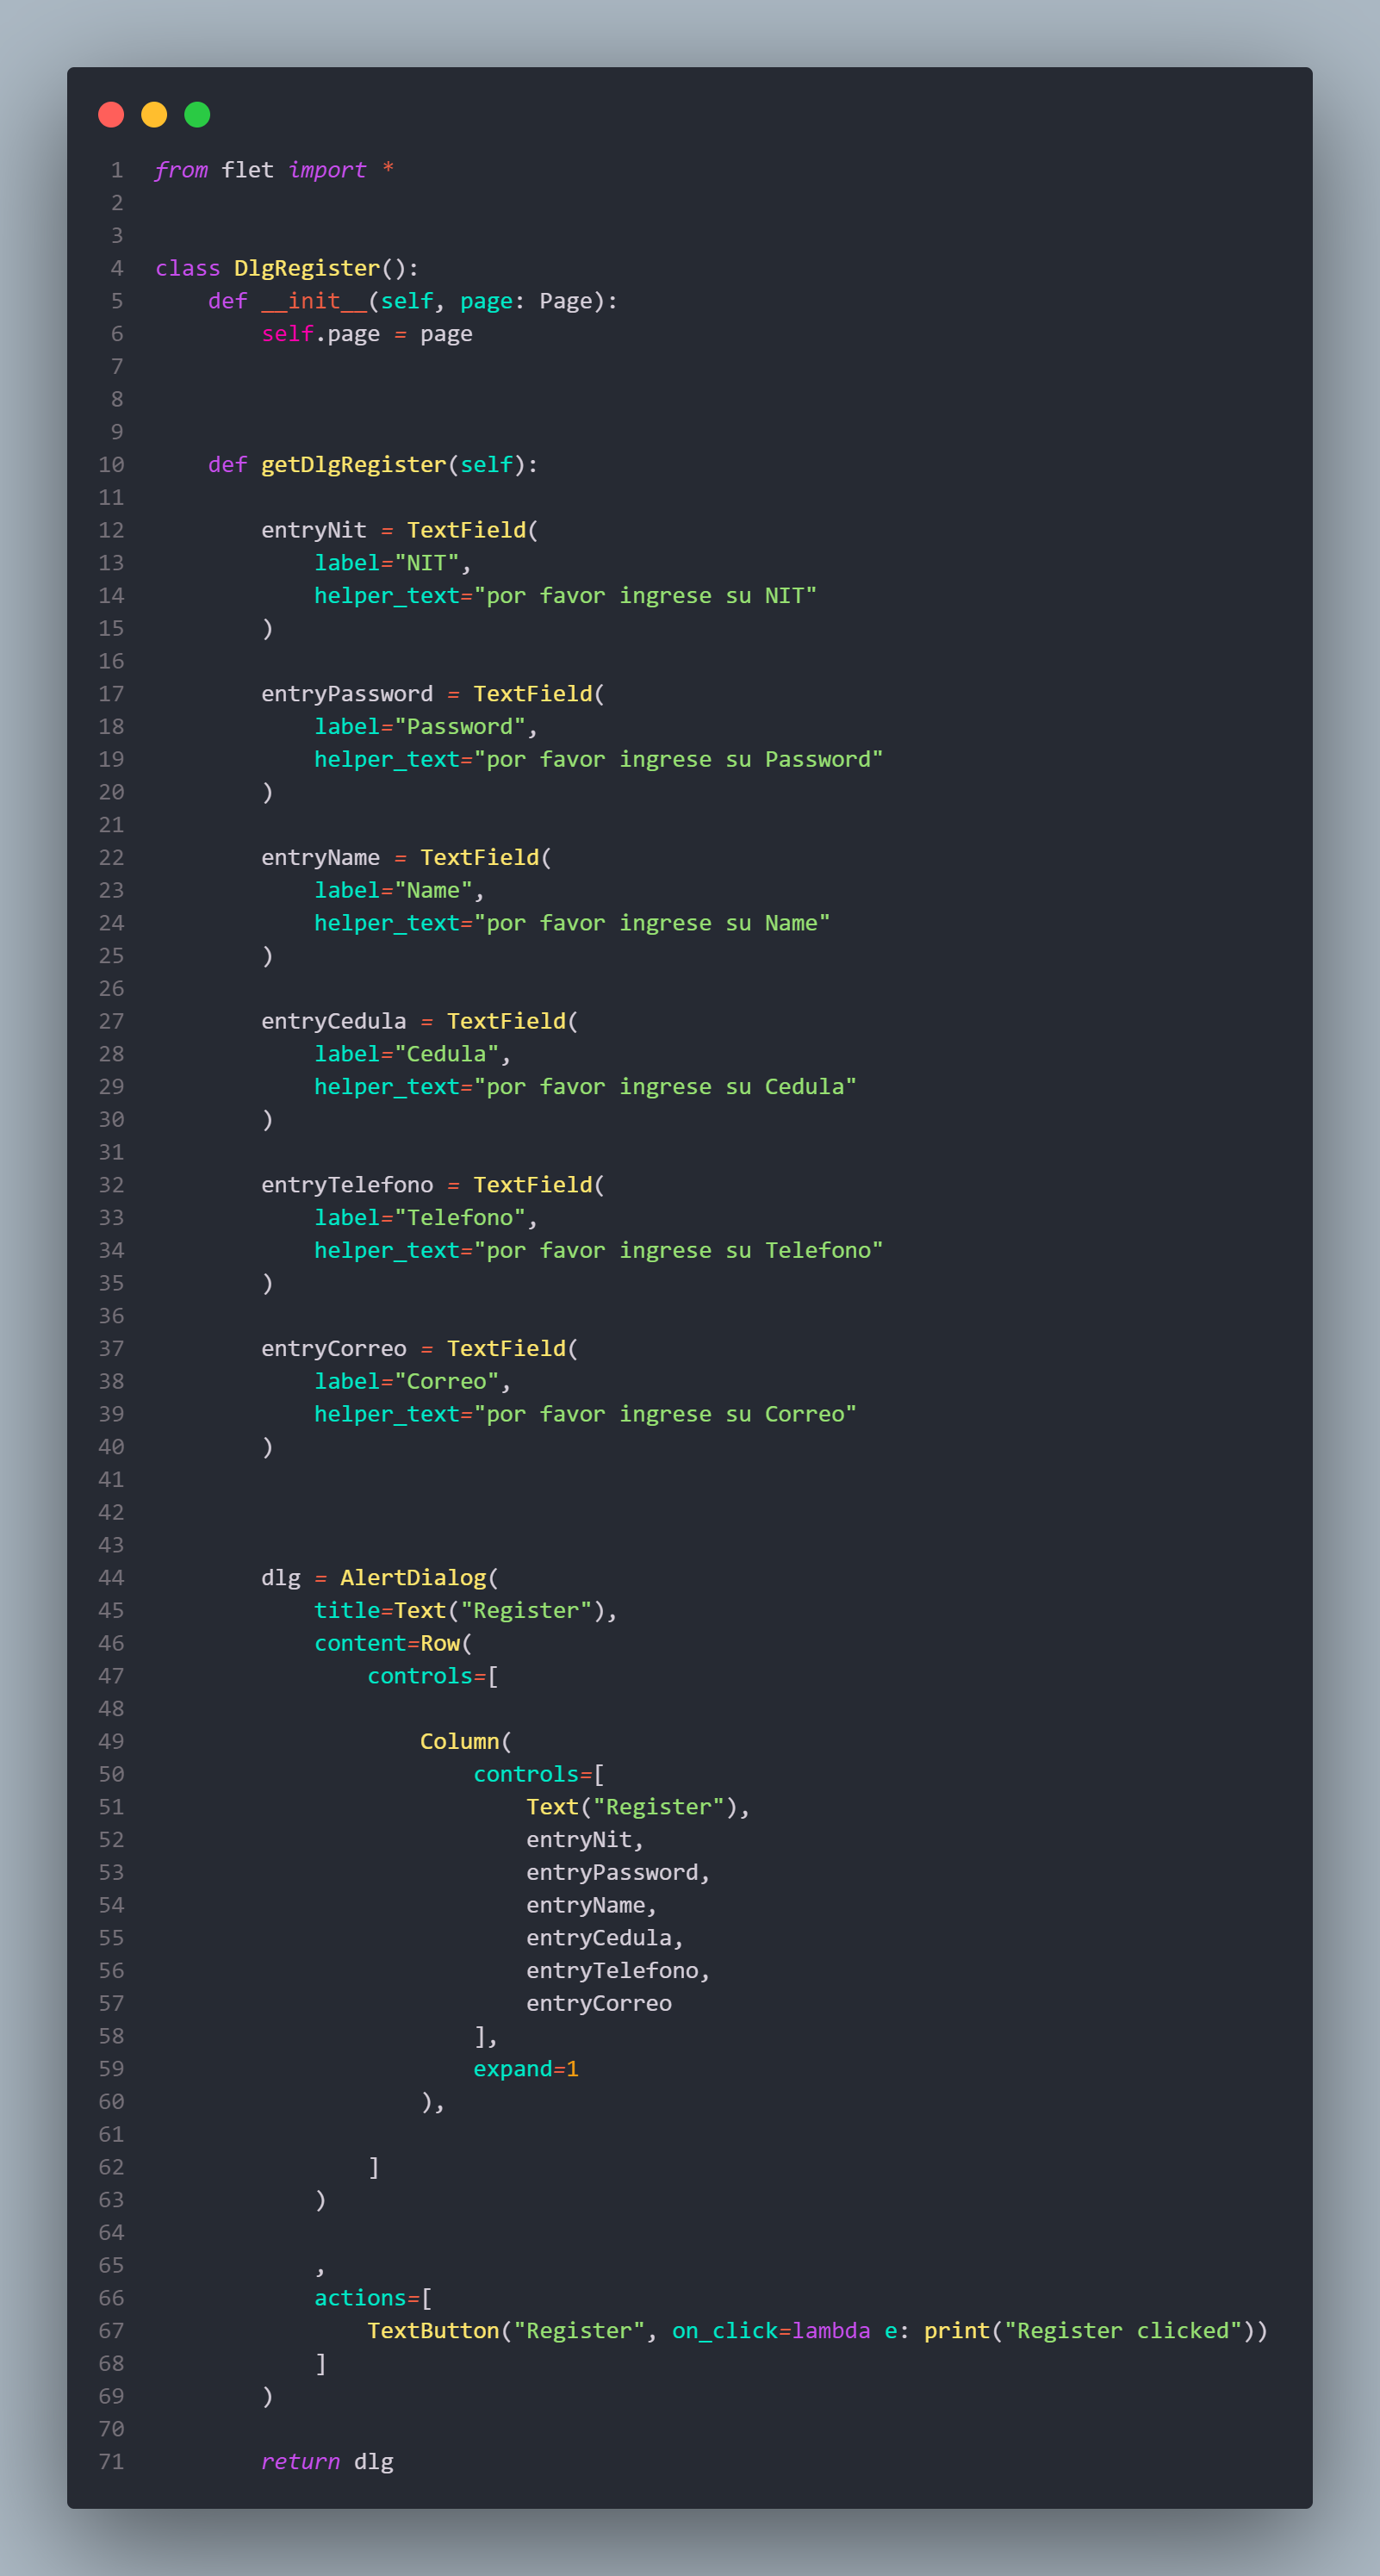 1 from flet import *
2
3
4 class DlgRegister():
5     def __init__(self, page: Page):
6         self.page = page
7
8
9
10     def getDlgRegister(self):
11
12         entryNit = TextField(
13             label="NIT",
14             helper_text="por favor ingrese su NIT"
15         )
16
17         entryPassword = TextField(
18             label="Password",
19             helper_text="por favor ingrese su Password"
20         )
21
22         entryName = TextField(
23             label="Name",
24             helper_text="por favor ingrese su Name"
25         )
26
27         entryCedula = TextField(
28             label="Cedula",
29             helper_text="por favor ingrese su Cedula"
30         )
31
32         entryTelefono = TextField(
33             label="Telefono",
34             helper_text="por favor ingrese su Telefono"
35         )
36
37         entryCorreo = TextField(
38             label="Correo",
39             helper_text="por favor ingrese su Correo"
40         )
41
42
43
44         dlg = AlertDialog(
45             title=Text("Register"),
46             content=Row(
47                 controls=[
48
49                     Column(
50                         controls=[
51                             Text("Register"),
52                             entryNit,
53                             entryPassword,
54                             entryName,
55                             entryCedula,
56                             entryTelefono,
57                             entryCorreo
58                         ],
59                         expand=1
60                     ),
61
62                 ]
63             )
64
65             ,
66             actions=[
67                 TextButton("Register", on_click=lambda e: print("Register clicked"))
68             ]
69         )
70
71         return dlg